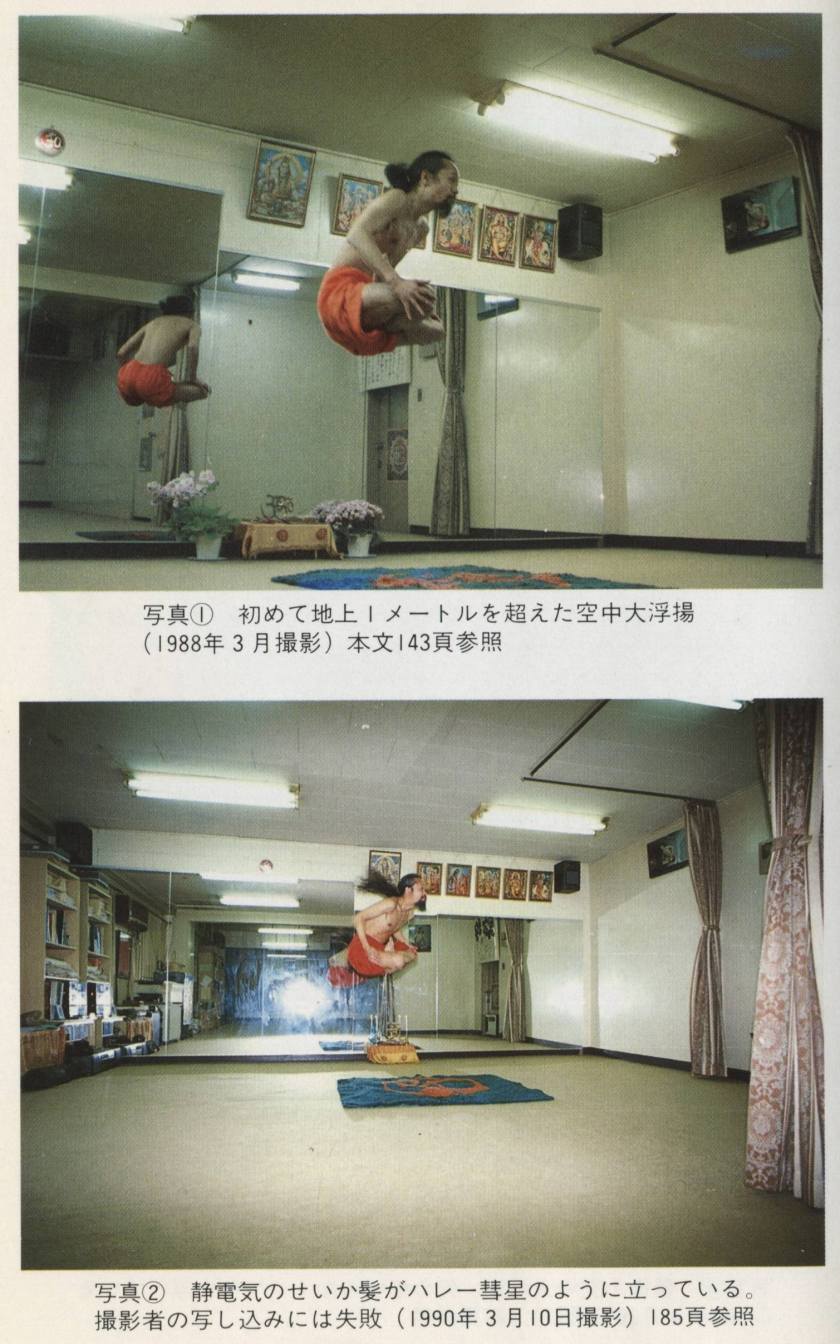 写真① 初めて地上1メートルを超えた空中大浮揚
(1988年3月撮影)本文143頁参照
写真② 静電気のせいか髪がハレー彗星のように立っている。
撮影者の写し込みには失敗(1990年3月10日撮影)185頁参照